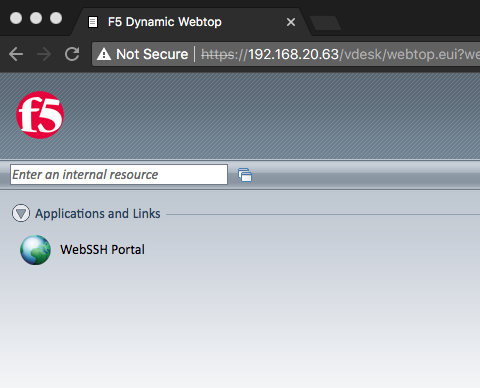 F5 Dynamic Webtop
Not Secure | https://192.168.20.63/vdesk/webtop.eui?we
f5
Enter an internal resource
Applications and Links
WebSSH Portal